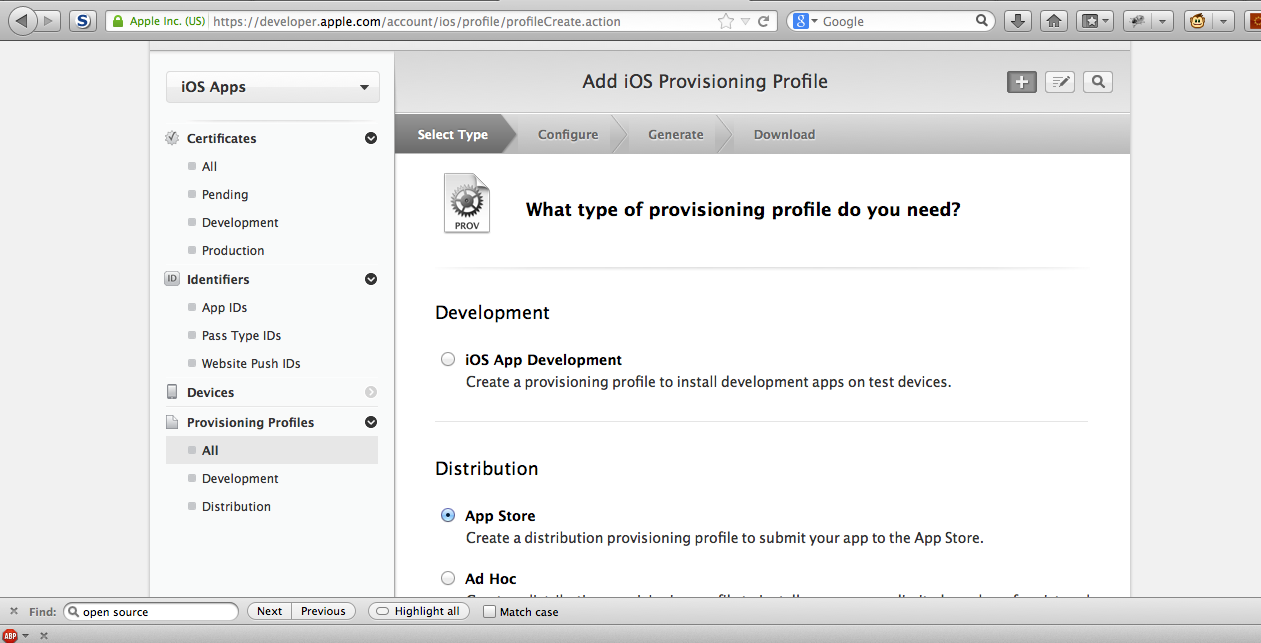 S
Apple Inc. (US)
https://developer.apple.com/account/ios/profile/profileCreate.action
8
Google
iOS Apps
Add iOS Provisioning Profile
Select Type
Configure
Generate
Download
Certificates
All
Pending
Development
Production
ID
Identifiers
App IDs
Pass Type IDs
Website Push IDs
Devices
Provisioning Profiles
All
Development
Distribution
PROV
What type of provisioning profile do you need?
Development
iOS App Development
Create a provisioning profile to install development apps on test devices.
Distribution
App Store
Create a distribution provisioning profile to submit your app to the App Store.
Ad Hoc
Find:
open source
Next
Previous
Highlight all
Match case
ABP